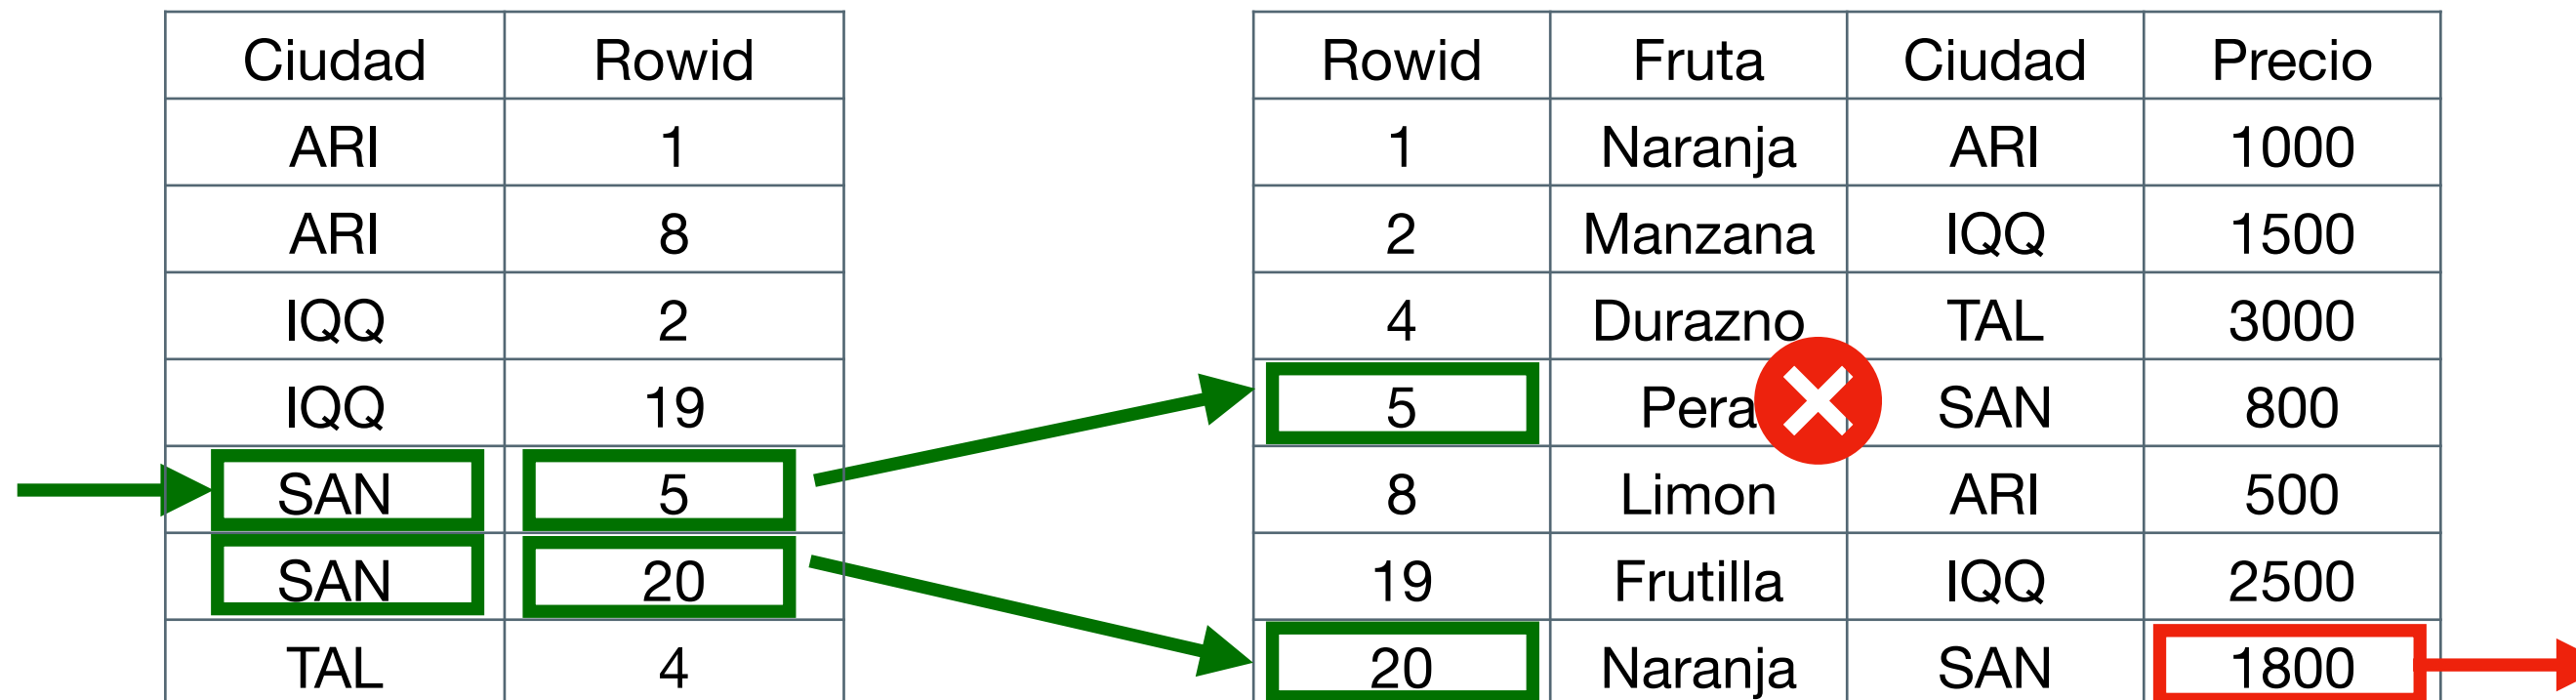 Ciudad Rowid
ARI 1
ARI 8
IQQ 2
IQQ 19
SAN 5
SAN 20
TAL 4
Rowid Fruta Ciudad Precio
1 Naranja ARI 1000
2 Manzana IQQ 1500
4 Durazno TAL 3000
5 Pera SAN 800
8 Limon ARI 500
19 Frutilla IQQ 2500
20 Naranja SAN 1800